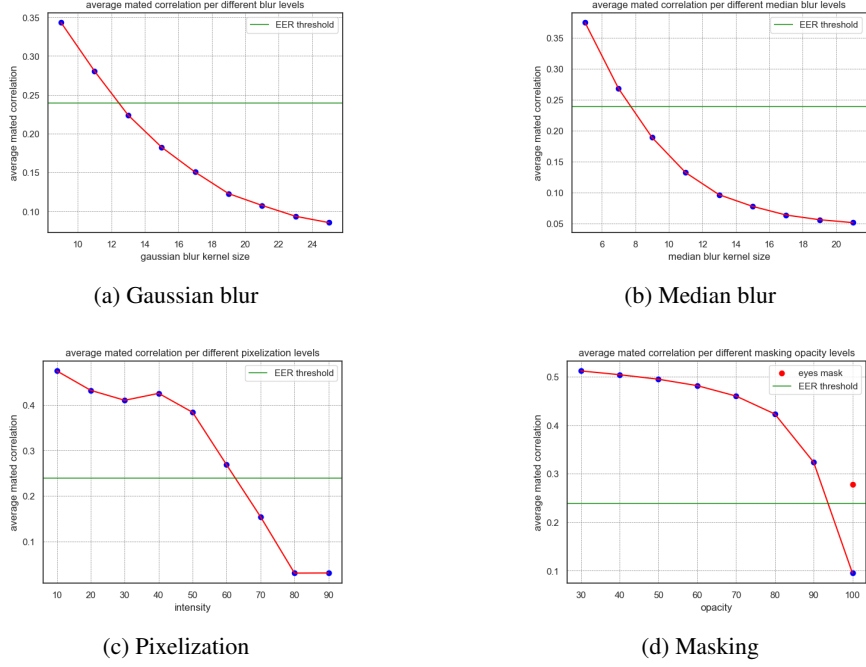 average mated correlation per different blur levels
EER threshold
average mated correlation
0.35
0.30
0.25
0.20
0.15
0.10
10 12 14 16 18 20 22 24
gaussian blur kernel size
(a) Gaussian blur
average mated correlation per different median blur levels
EER threshold
average mated correlation
0.35
0.30
0.25
0.20
0.15
0.10
0.05
6 8 10 12 14 16 18 20
median blur kernel size
(b) Median blur
average mated correlation per different pixelization levels
EER threshold
average mated correlation
0.4
0.3
0.2
0.1
10 20 30 40 50 60 70 80 90
intensity
(c) Pixelization
average mated correlation per different masking opacity levels
eyes mask
EER threshold
average mated correlation
0.5
0.4
0.3
0.2
0.1
30 40 50 60 70 80 90 100
opacity
(d) Masking